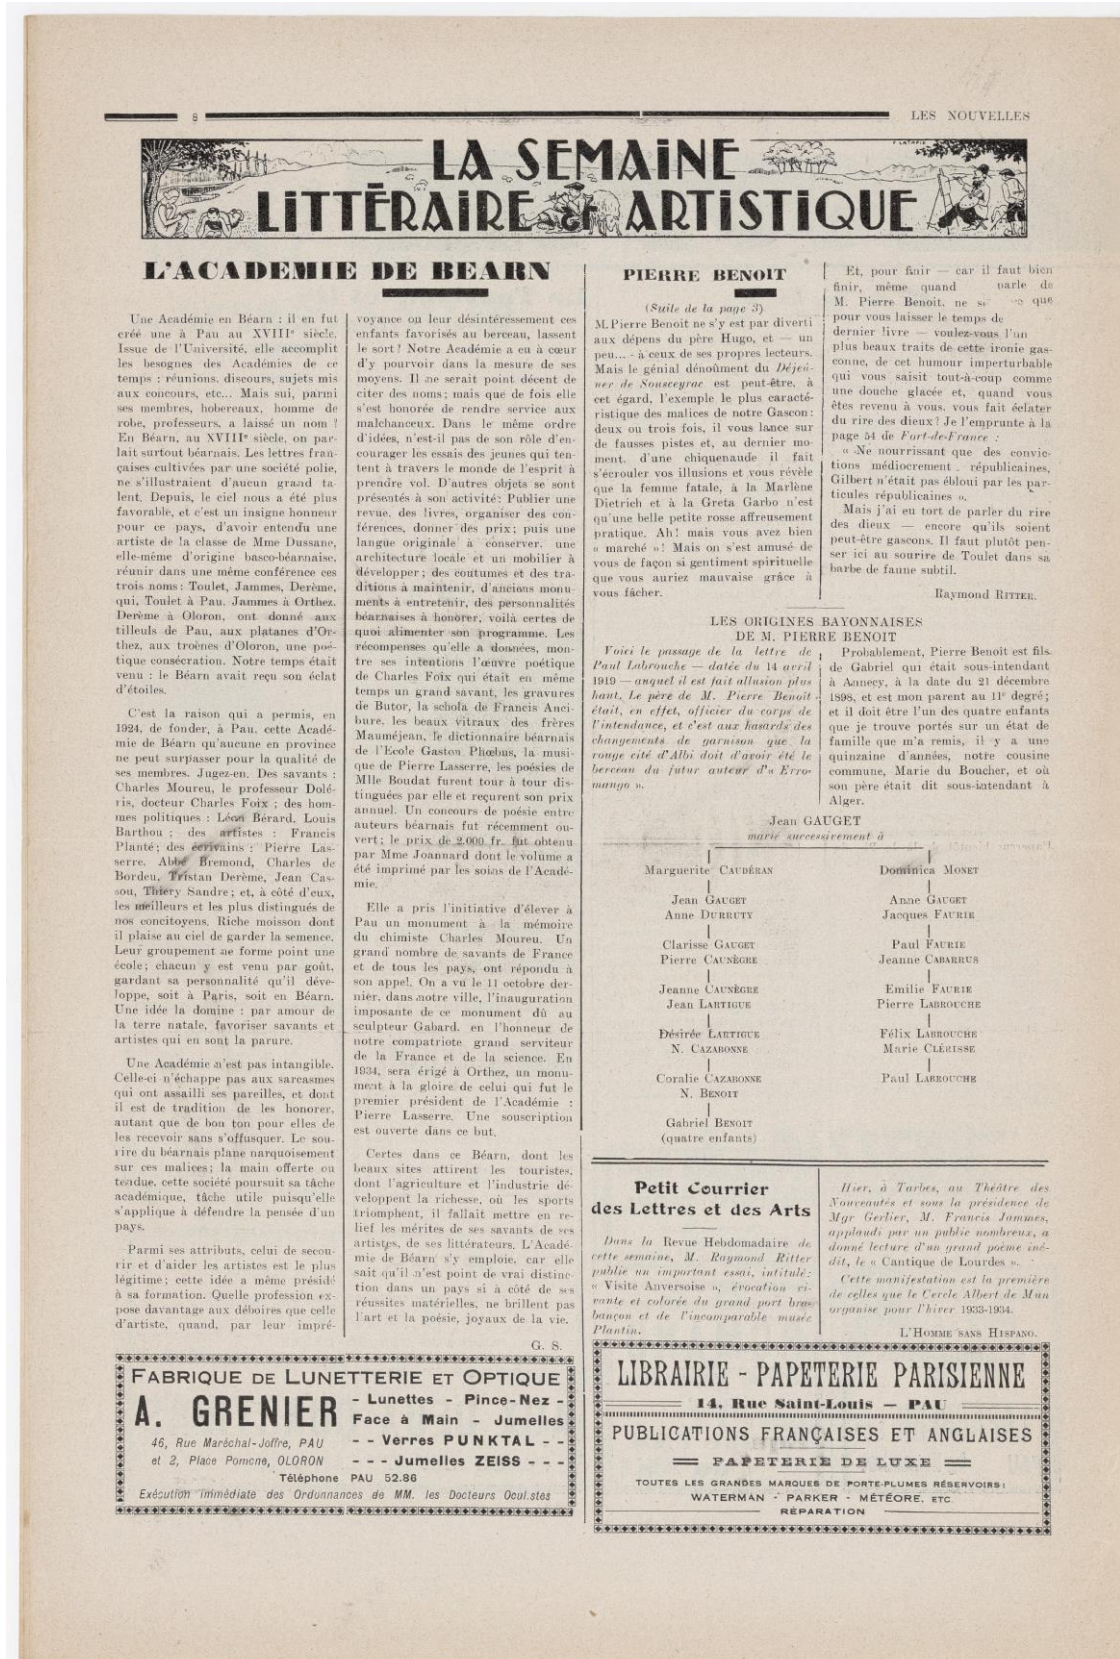 8
LES NOUVELLES
LA SEMAINE
LITTÉRAIRE & ARTISTIQUE
L'ACADEMIE DE BEARN
Une Académie en Béarn : il en fut
créé une à Pau au XVIIIe siècle.
Issue de l'Université, elle accomplit
les besognes des Académies de ce
temps : réunions, discours, sujets mis
aux concours, etc... Mais sui, parmi
ses membres, hobereaux, homme de
robe, professeurs, a laissé un nom ?
En Béarn, au XVIIIe siècle, on par-
lait surtout béarnais. Les lettres fran-
çaises cultivées par une société polie,
ne s'illustraient d'aucun grand ta-
lent. Depuis, le ciel nous a été plus
favorable, et c'est un insigne honneur
pour ce pays, d'avoir entendu une
artiste de la classe de Mme Dussane,
elle-même d'origine basco-béarnaise,
réunir dans une même conférence ces
trois noms: Toulet, Jammes, Derème,
qui, Toulet à Pau, Jammes à Orthez,
Derème à Oloron, ont donné aux
tilleuls de Pau, aux platanes d'Or-
thez, aux troènes d'Oloron, une poé-
tique consécration. Notre temps était
venu : le Béarn avait reçu son éclat
d'étoiles.
C'est la raison qui a permis, en
1924, de fonder, à Pau, cette Acadé-
mie de Béarn qu'aucune en province
ne peut surpasser pour la qualité de
ses membres. Jugez-en. Des savants :
Charles Moureu, le professeur Dolé-
ris, docteur Charles Foix ; des hom-
mes politiques : Léon Bérard, Louis
Barthou ; des artistes : Francis
Planté; des écrivains : Pierre Las-
serre, Abbé Bremond, Charles de
Bordeu, Tristan Derème, Jean Cas-
sou, Thiéry Sandre; et, à côté d'eux,
les meilleurs et les plus distingués de
nos concitoyens. Riche moisson dont
il plaise au ciel de garder la semence.
Leur groupement ne forme point une
école; chacun y est venu par goût,
gardant sa personnalité qu'il déve-
loppe, soit à Paris, soit en Béarn.
Une idée la domine : par amour de
la terre natale, favoriser savants et
artistes qui en sont la parure.
Une Académie n'est pas intangible.
Celle-ci n'échappe pas aux sarcasmes
qui ont assailli ses pareilles, et dont
il est de tradition de les honorer,
autant que de bon ton pour elles de
les recevoir sans s'offusquer. Le sou-
rire du béarnais plane narquoisement
sur ces malices; la main offerte ou
tendue, cette société poursuit sa tâche
académique, tâche utile puisqu'elle
s'applique à défendre la pensée d'un
pays.
Parmi ses attributs, celui de secou-
rir et d'aider les artistes est le plus
légitime; cette idée a même présidé
à sa formation. Quelle profession ex-
pose davantage aux déboires que celle
d'artiste, quand, par leur impré-
voyance ou leur désintéressement ces
enfants favorisés au berceau, lassent
le sort ? Notre Académie a eu à cœur
d'y pourvoir dans la mesure de ses
moyens. Il ne serait point décent de
citer des noms; mais que de fois elle
s'est honorée de rendre service aux
malchanceux. Dans le même ordre
d'idées, n'est-il pas de son rôle d'en-
courager les essais des jeunes qui ten-
tent à travers le monde de l'esprit à
prendre vol. D'autres objets se sont
présentés à son activité: Publier une
revue, des livres, organiser des con-
férences, donner des prix; puis une
langue originale à conserver, une
architecture locale et un mobilier à
développer; des coutumes et des tra-
ditions à maintenir, d'anciens monu-
ments à entretenir, des personnalités
béarnaises à honorer, voilà certes de
quoi alimenter son programme. Les
récompenses qu'elle a données, mon-
tre ses intentions l'œuvre poétique
de Charles Foix qui était en même
temps un grand savant, les gravures
de Butor, la schola de Francis Anci-
bure, les beaux vitraux des frères
Mauméjean, le dictionnaire béarnais
de l'Ecole Gaston Phœbus, la musi-
que de Pierre Lasserre, les poésies de
Mlle Boudat furent tour à tour dis-
tinguées par elle et reçurent son prix
annuel. Un concours de poésie entre
auteurs béarnais fut récemment ou-
vert; le prix de 2.000 fr. fut obtenu
par Mme Joannard dont le volume a
été imprimé par les soins de l'Acadé-
mie.
Elle a pris l'initiative d'élever à
Pau un monument à la mémoire
du chimiste Charles Moureu. Un
grand nombre de savants de France
et de tous les pays, ont répondu à
son appel. On a vu le 11 octobre der-
nier, dans notre ville, l'inauguration
imposante de ce monument dû au
sculpteur Gabard, en l'honneur de
notre compatriote grand serviteur
de la France et de la science. En
1934, sera érigé à Orthez, un monu-
ment à la gloire de celui qui fut le
premier président de l'Académie :
Pierre Lasserre. Une souscription
est ouverte dans ce but.
Certes dans ce Béarn, dont les
beaux sites attirent les touristes,
dont l'agriculture et l'industrie dé-
veloppent la richesse, où les sports
triomphent, il fallait mettre en re-
lief les mérites de ses savants de ses
artistes, de ses littérateurs. L'Acadé-
mie de Béarn s'y emploie, car elle
sait qu'il n'est point de vrai distinc-
tion dans un pays si à côté de ses
réussites matérielles, ne brillent pas
l'art et la poésie, joyaux de la vie.
G. S.
PIERRE BENOIT
(Suite de la page 3)
M. Pierre Benoit ne s'y est par diverti
aux dépens du père Hugo, et — un
peu... - à ceux de ses propres lecteurs.
Mais le génial dénoûment du Déjeu-
ner de Sousceyrac est peut-être, à
cet égard, l'exemple le plus caracté-
ristique des malices de notre Gascon:
deux ou trois fois, il vous lance sur
de fausses pistes et, au dernier mo-
ment, d'une chiquenaude il fait
s'écrouler vos illusions et vous révèle
que la femme fatale, à la Marlène
Dietrich et à la Greta Garbo n'est
qu'une belle petite rosse affreusement
pratique. Ah! mais vous avez bien
« marché »! Mais on s'est amusé de
vous de façon si gentiment spirituelle
que vous auriez mauvaise grâce à
vous fâcher.
Et, pour finir — car il faut bien
finir, même quand parle de
M. Pierre Benoit, ne que
pour vous laisser le temps de
dernier livre — voulez-vous l'un
plus beaux traits de cette ironie gas-
conne, de cet humour imperturbable
qui vous saisit tout-à-coup comme
une douche glacée et, quand vous
êtes revenu à vous, vous fait éclater
du rire des dieux? Je l'emprunte à la
page 54 de Fort-de-France :
« Ne nourrissant que des convic-
tions médiocrement républicaines,
Gilbert n'était pas ébloui par les par-
ticules républicaines ».
Mais j'ai eu tort de parler du rire
des dieux — encore qu'ils soient
peut-être gascons. Il faut plutôt pen-
ser ici au sourire de Toulet dans sa
barbe de faune subtil.
Raymond RITTER.
LES ORIGINES BAYONNAISES
DE M. PIERRE BENOIT
Voici le passage de la lettre de
Paul Labrouche — datée du 14 avril
1919 — auquel il est fait allusion plus
haut. Le père de M. Pierre Benoit
était, en effet, officier du corps de
l'intendance, et c'est aux hasards des
changements de garnison que la
rouge cité d'Albi doit d'avoir été le
berceau du futur auteur d'« Erro-
mango ».
Probablement, Pierre Benoit est fils
de Gabriel qui était sous-intendant
à Annecy, à la date du 21 décembre
1898, et est mon parent au 11e degré;
et il doit être l'un des quatre enfants
que je trouve portés sur un état de
famille que m'a remis, il y a une
quinzaine d'années, notre cousine
commune, Marie du Boucher, et où
son père était dit sous-intendant à
Alger.
Jean GAUGET
marié successivement à
Marguerite CAUDÉRAN
Jean GAUGET
Anne DURRUTY
Clarisse GAUGET
Pierre CAUNÈGRE
Jeanne CAUNÈGRE
Jean LARTIGUE
Désirée LARTIGUE
N. CAZABONNE
Coralie CAZABONNE
N. BENOIT
Gabriel BENOIT
(quatre enfants)
Dominica MONET
Anne GAUGET
Jacques FAURIE
Paul FAURIE
Jeanne CABARRUS
Emilie FAURIE
Pierre LABROUCHE
Félix LABROUCHE
Marie CLÉRISSE
Paul LABROUCHE
Petit Courrier
des Lettres et des Arts
Dans la Revue Hebdomadaire de
cette semaine, M. Raymond Ritter
publie un important essai, intitulé:
« Visite Anversoise », évocation vi-
vante et colorée du grand port bra-
bançon et de l'incomparable musée
Plantin.
Hier, à Tarbes, au Théâtre des
Nouveautés et sous la présidence de
Mgr Gerlier, M. Francis Jammes,
applaudi par un public nombreux, a
donné lecture d'un grand poème iné-
dit, le « Cantique de Lourdes ».
Cette manifestation est la première
de celles que le Cercle Albert de Mun
organise pour l'hiver 1933-1934.
L'HOMME SANS HISPANO.
FABRIQUE DE LUNETTERIE ET OPTIQUE
A. GRENIER
46, Rue Maréchal-Joffre, PAU
et 2, Place Pomone, OLORON
- Lunettes - Pince-Nez -
Face à Main - Jumelles
- - Verres PUNKTAL - -
- - - Jumelles ZEISS - - -
Téléphone PAU 52.86
Exécution immédiate des Ordonnances de MM. les Docteurs Ocul.stes
LIBRAIRIE - PAPETERIE PARISIENNE
14, Rue Saint-Louis — PAU
PUBLICATIONS FRANÇAISES ET ANGLAISES
PAPETERIE DE LUXE
TOUTES LES GRANDES MARQUES DE PORTE-PLUMES RÉSERVOIRS:
WATERMAN - PARKER - MÉTÉORE, ETC.
RÉPARATION